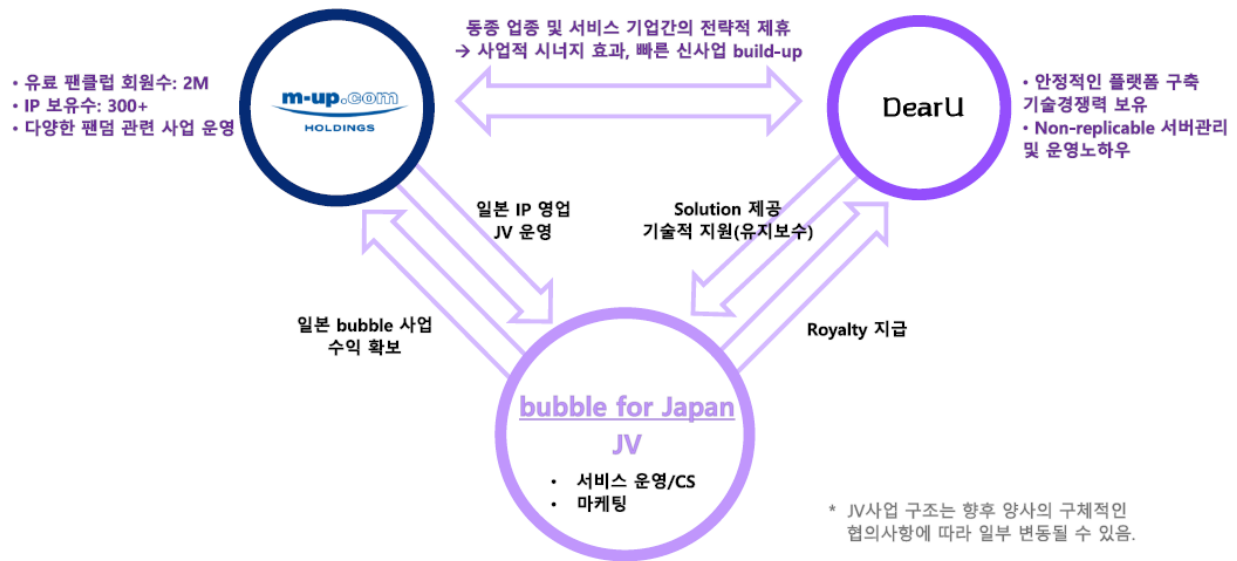 동종 업종 및 서비스 기업간의 전략적 제휴
→ 사업적 시너지 효과, 빠른 신사업 build-up
• 유료 팬클럽 회원수: 2M
• IP 보유수: 300+
• 다양한 팬덤 관련 사업 운영
m-up.com
HOLDINGS
DearU
• 안정적인 플랫폼 구축
기술경쟁력 보유
• Non-replicable 서버관리
및 운영노하우
일본 IP 영업
JV 운영
Solution 제공
기술적 지원(유지보수)
일본 bubble 사업
수익 확보
Royalty 지급
bubble for Japan
JV
• 서비스 운영/CS
• 마케팅
* JV사업 구조는 향후 양사의 구체적인
협의사항에 따라 일부 변동될 수 있음.